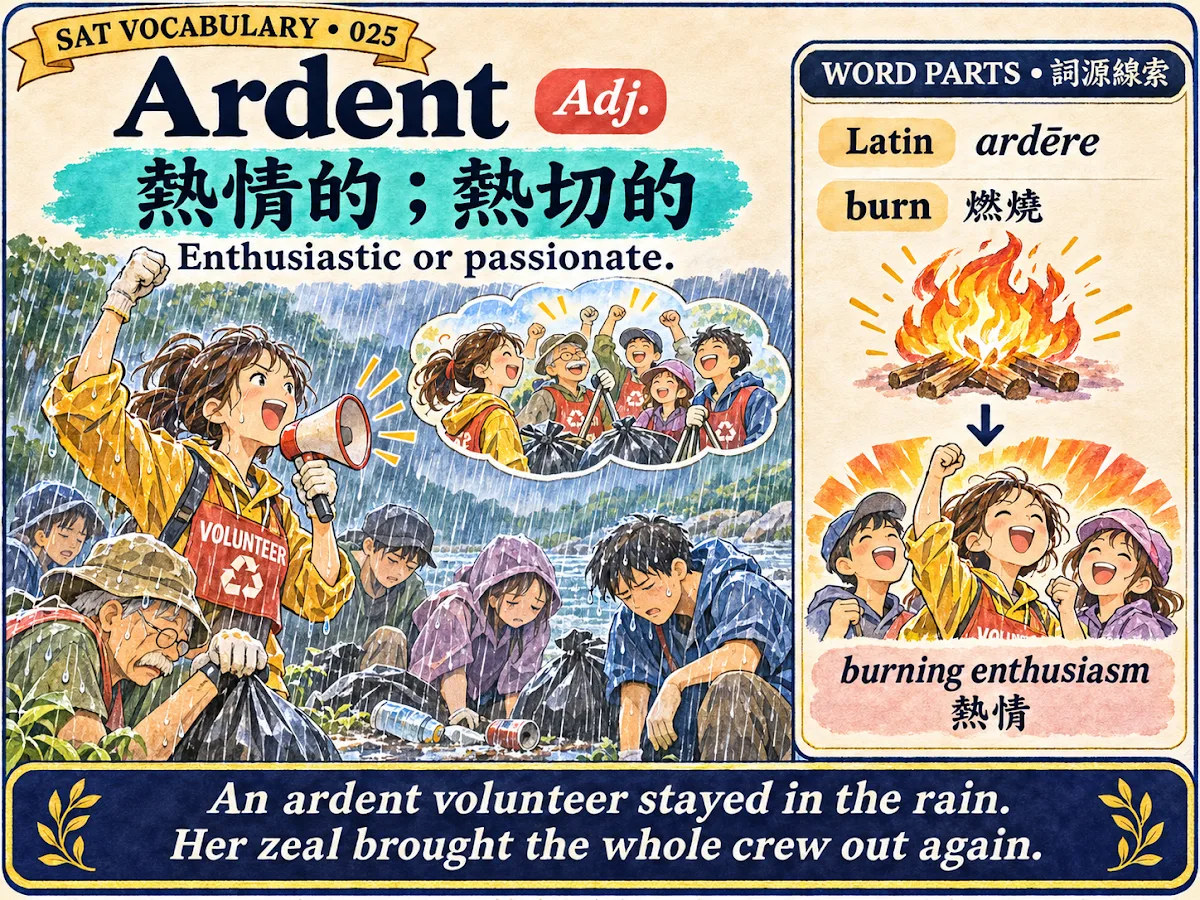 SAT VOCABULARY • 025
Ardent
Adj.
熱情的；熱切的
Enthusiastic or passionate.
VOLUNTEER
WORD PARTS • 詞源線索
Latin ardēre
burn 燃燒
burning enthusiasm
熱情
An ardent volunteer stayed in the rain.
Her zeal brought the whole crew out again.